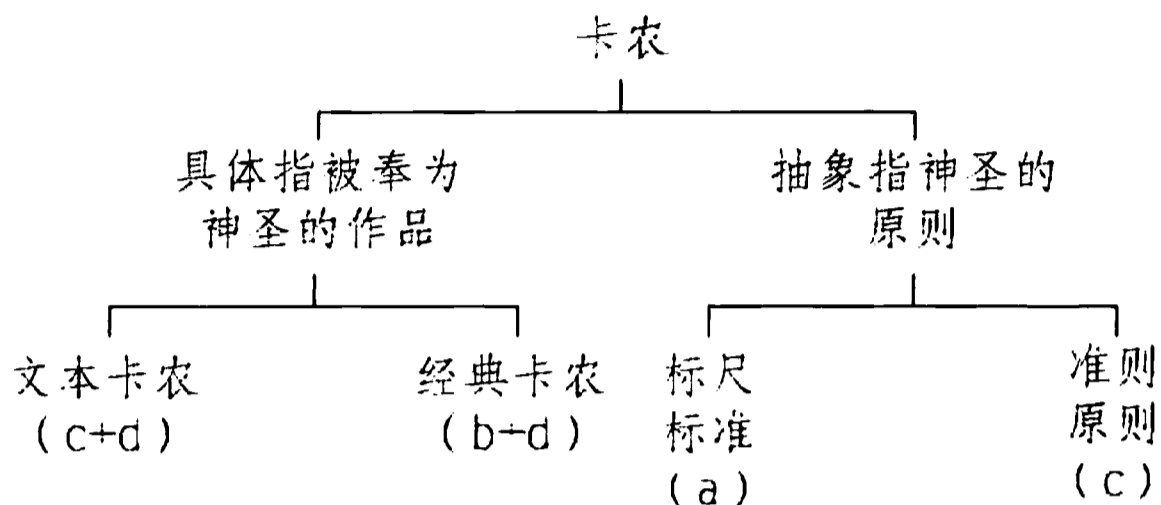 卡农
具体指被奉为
神圣的作品
抽象指神圣的
原则
文本卡农
(c+d)
经典卡农
(b+d)
标尺
标准
(a)
准则
原则
(c)